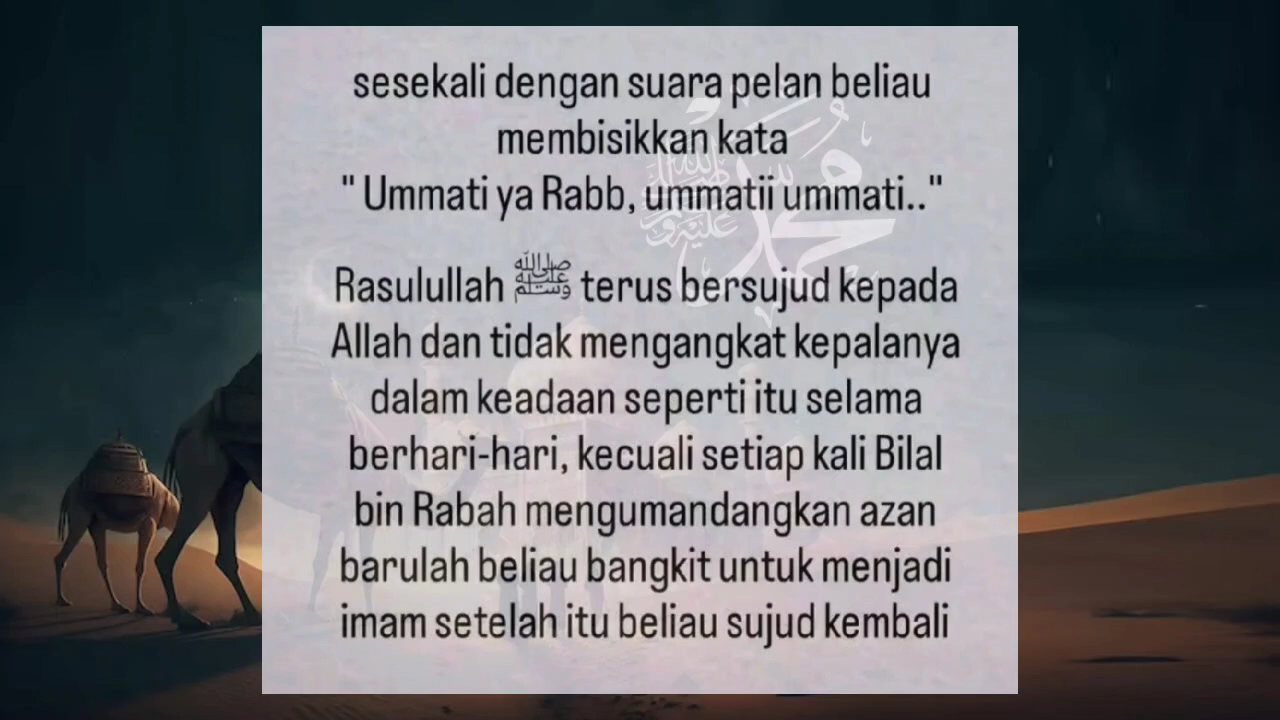 sesekali dengan suara pelan beliau
membisikkan kata
" Ummati ya Rabb, ummatii ummati.."
Rasulullah ﷺ terus bersujud kepada
Allah dan tidak mengangkat kepalanya
dalam keadaan seperti itu selama
berhari-hari, kecuali setiap kali Bilal
bin Rabah mengumandangkan azan
barulah beliau bangkit untuk menjadi
imam setelah itu beliau sujud kembali
محمد